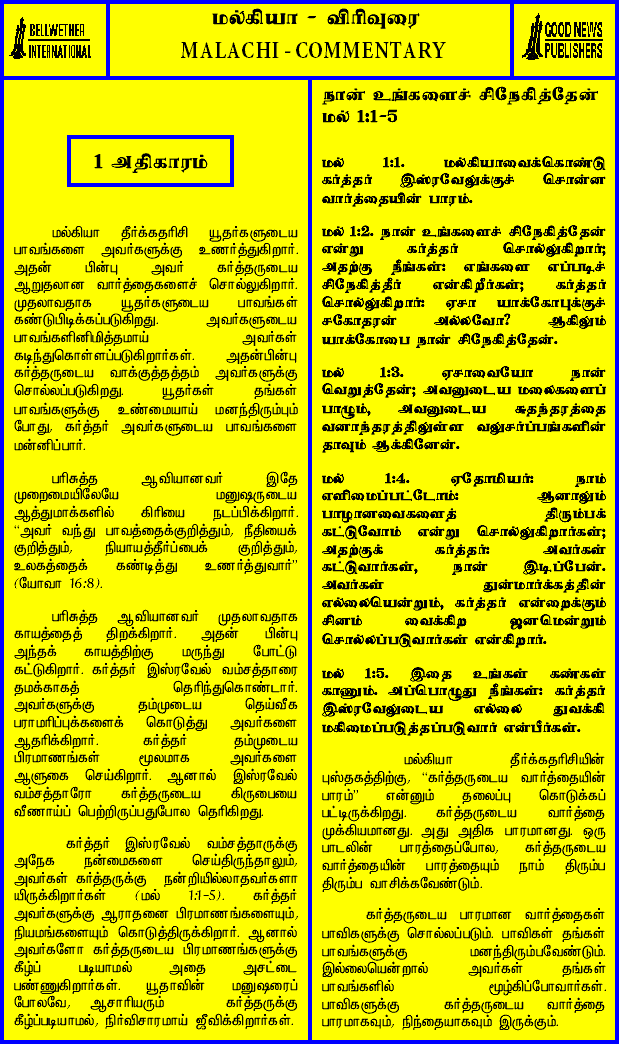 BELLWETHER
INTERNATIONAL
மல்கியா - விரிவுரை
MALACHI - COMMENTARY
GOOD NEWS
PUBLISHERS
1 அதிகாரம்
மல்கியா தீர்க்கதரிசி யூதர்களுடைய
பாவங்களை அவர்களுக்கு உணர்த்துகிறார்.
அதன் பின்பு அவர் கர்த்தருடைய
ஆறுதலான வார்த்தைகளைச் சொல்லுகிறார்.
முதலாவதாக யூதர்களுடைய பாவங்கள்
கண்டுபிடிக்கப்படுகிறது. அவர்களுடைய
பாவங்களினிமித்தமாய் அவர்கள்
கடிந்துகொள்ளப்படுகிறார்கள். அதன்பின்பு
கர்த்தருடைய வாக்குத்தத்தம் அவர்களுக்கு
சொல்லப்படுகிறது. யூதர்கள் தங்கள்
பாவங்களுக்கு உண்மையாய் மனந்திரும்பும்
போது, கர்த்தர் அவர்களுடைய பாவங்களை
மன்னிப்பார்.
பரிசுத்த ஆவியானவர் இதே
முறைமையிலேயே மனுஷருடைய
ஆத்துமாக்களில் கிரியை நடப்பிக்கிறார்.
“அவர் வந்து பாவத்தைக்குறித்தும், நீதியைக்
குறித்தும், நியாயத்தீர்ப்பைக் குறித்தும்,
உலகத்தைக் கண்டித்து உணர்த்துவார்”
(யோவா 16:8).
பரிசுத்த ஆவியானவர் முதலாவதாக
காயத்தைத் திறக்கிறார். அதன் பின்பு
அந்தக் காயத்திற்கு மருந்து போட்டு
கட்டுகிறார். கர்த்தர் இஸ்ரவேல் வம்சத்தாரை
தமக்காகத் தெரிந்துகொண்டார்.
அவர்களுக்கு தம்முடைய தெய்வீக
பராமரிப்புக்களைக் கொடுத்து அவர்களை
ஆதரிக்கிறார். கர்த்தர் தம்முடைய
பிரமாணங்கள் மூலமாக அவர்களை
ஆளுகை செய்கிறார். ஆனால் இஸ்ரவேல்
வம்சத்தாரோ கர்த்தருடைய கிருபையை
வீணாய்ப் பெற்றிருப்பதுபோல தெரிகிறது.
கர்த்தர் இஸ்ரவேல் வம்சத்தாருக்கு
அநேக நன்மைகளை செய்திருந்தாலும்,
அவர்கள் கர்த்தருக்கு நன்றியில்லாதவர்களா
யிருக்கிறார்கள் (மல் 1:1-5). கர்த்தர்
அவர்களுக்கு ஆராதனை பிரமாணங்களையும்,
நியமங்களையும் கொடுத்திருக்கிறார். ஆனால்
அவர்களோ கர்த்தருடைய பிரமாணங்களுக்கு
கீழ்ப் படியாமல் அதை அசட்டை
பண்ணுகிறார்கள். யூதாவின் மனுஷரைப்
போலவே, ஆசாரியரும் கர்த்தருக்கு
கீழ்ப்படியாமல், நிர்விசாரமாய் ஜீவிக்கிறார்கள்.
நான் உங்களைச் சிநேகித்தேன்
மல் 1:1-5
மல் 1:1. மல்கியாவைக்கொண்டு
கர்த்தர் இஸ்ரவேலுக்குச் சொன்ன
வார்த்தையின் பாரம்.
மல் 1:2. நான் உங்களைச் சிநேகித்தேன்
என்று கர்த்தர் சொல்லுகிறார்;
அதற்கு நீங்கள்: எங்களை எப்படிச்
சிநேகித்தீர் என்கிறீர்கள்; கர்த்தர்
சொல்லுகிறார்: ஏசா யாக்கோபுக்குச்
சகோதரன் அல்லவோ? ஆகிலும்
யாக்கோபை நான் சிநேகித்தேன்.
மல் 1:3. ஏசாவையோ நான்
வெறுத்தேன்; அவனுடைய மலைகளைப்
பாழும், அவனுடைய சுதந்தரத்தை
வனாந்தரத்திலுள்ள வலுசர்ப்பங்களின்
தாவும் ஆக்கினேன்.
மல் 1:4. ஏதோமியர்: நாம்
எளிமைப்பட்டோம்: ஆனாலும்
பாழானவைகளைத் திரும்பக்
கட்டுவோம் என்று சொல்லுகிறார்கள்;
அதற்குக் கர்த்தர்: அவர்கள்
கட்டுவார்கள், நான் இடிப்பேன்.
அவர்கள் துன்மார்க்கத்தின்
எல்லையென்றும், கர்த்தர் என்றைக்கும்
சினம் வைக்கிற ஜனமென்றும்
சொல்லப்படுவார்கள் என்கிறார்.
மல் 1:5. இதை உங்கள் கண்கள்
காணும். அப்பொழுது நீங்கள்: கர்த்தர்
இஸ்ரவேலுடைய எல்லை துவக்கி
மகிமைப்படுத்தப்படுவார் என்பீர்கள்.
மல்கியா தீர்க்கதரிசியின்
புஸ்தகத்திற்கு, “கர்த்தருடைய வார்த்தையின்
பாரம்” என்னும் தலைப்பு கொடுக்கப்
பட்டிருக்கிறது. கர்த்தருடைய வார்த்தை
முக்கியமானது. அது அதிக பாரமானது. ஒரு
பாடலின் பாரத்தைப்போல, கர்த்தருடைய
வார்த்தையின் பாரத்தையும் நாம் திரும்ப
திரும்ப வாசிக்கவேண்டும்.
கர்த்தருடைய பாரமான வார்த்தைகள்
பாவிகளுக்கு சொல்லப்படும். பாவிகள் தங்கள்
பாவங்களுக்கு மனந்திரும்பவேண்டும்.
இல்லையென்றால் அவர்கள் தங்கள்
பாவங்களில் மூழ்கிப்போவார்கள்.
பாவிகளுக்கு கர்த்தருடைய வார்த்தை
பாரமாகவும், நிந்தையாகவும் இருக்கும்.